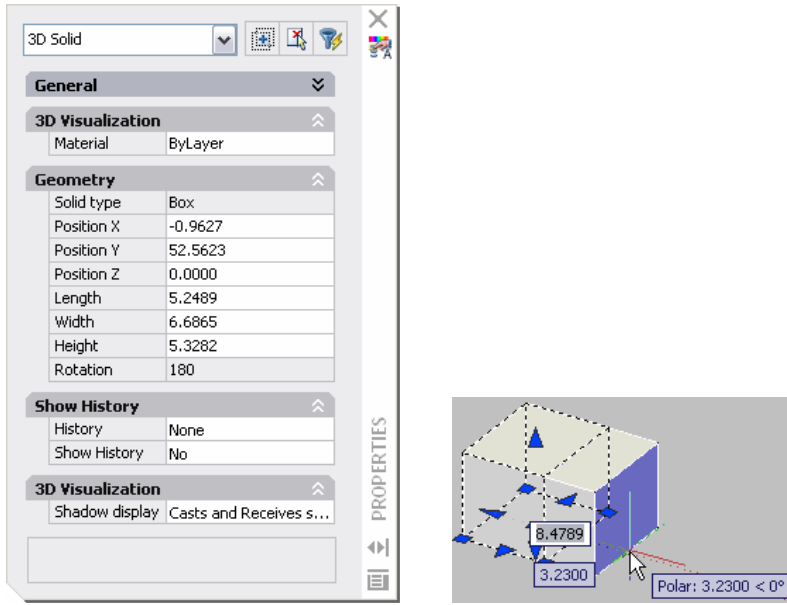 3D Solid
General
3D Visualization
Material ByLayer
Geometry
Solid type Box
Position X -0.9627
Position Y 52.5623
Position Z 0.0000
Length 5.2489
Width 6.6865
Height 5.3282
Rotation 180
Show History
History None
Show History No
3D Visualization
Shadow display Casts and Receives s...
PROPERTIES
8.4789
3.2300
Polar: 3.2300 < 0°